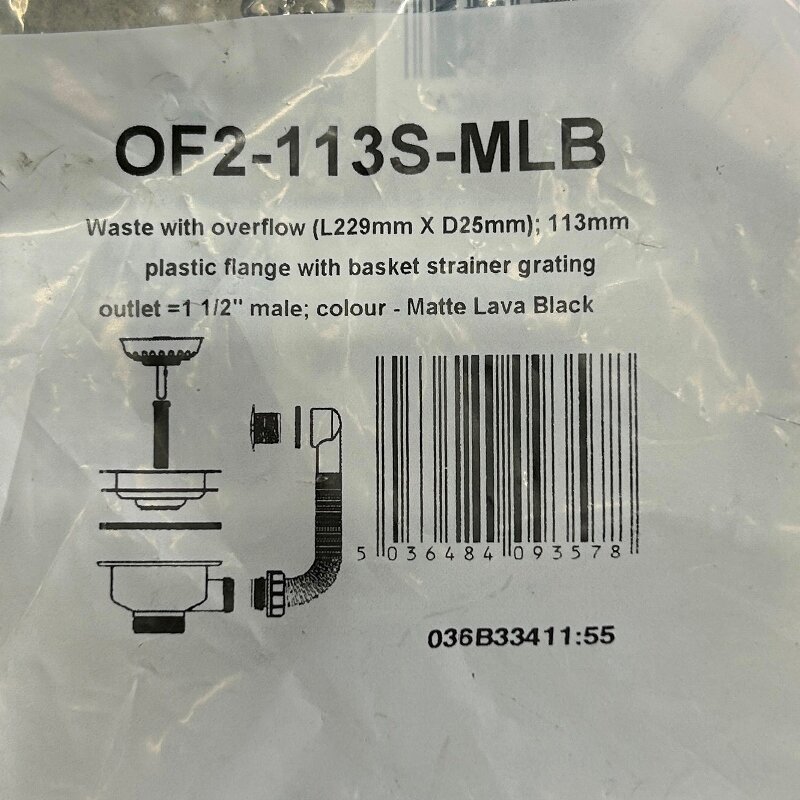 OF2-113S-MLB
Waste with overflow (L229mm X D25mm); 113mm
plastic flange with basket strainer grating
outlet =1 1/2" male; colour - Matte Lava Black
5 036484 093578
036B33411:55